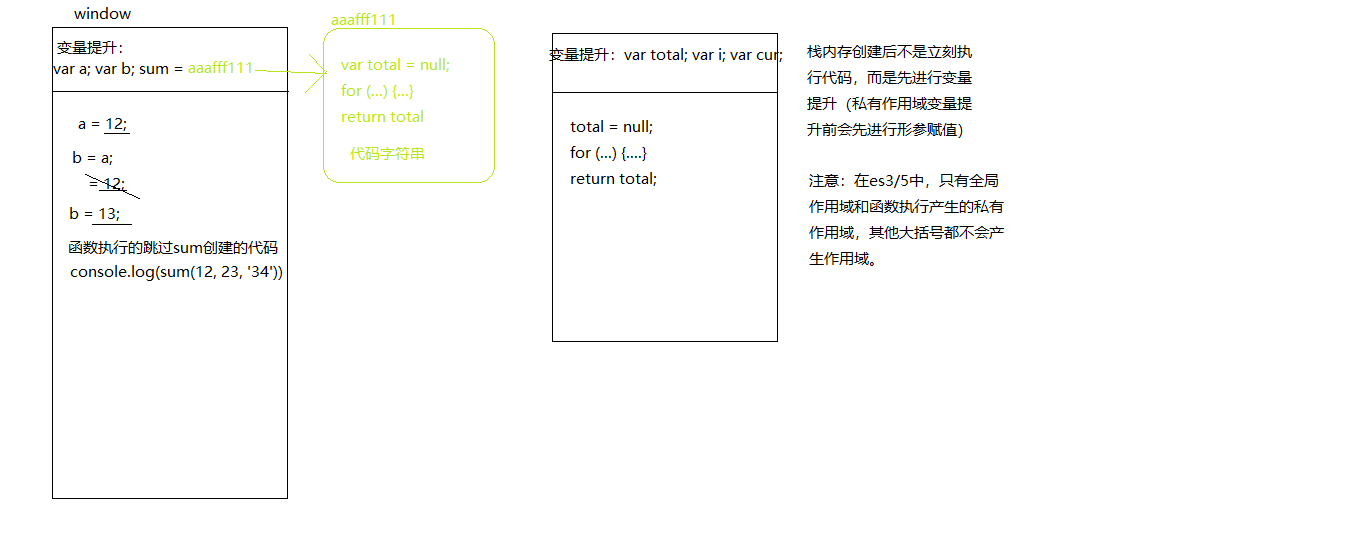 window
变量提升：
var a; var b; sum = aaafff111
a = 12;
b = a;
= 12;
b = 13;
函数执行的跳过sum创建的代码
console.log(sum(12, 23, '34'))
aaafff111
var total = null;
for (...) {...}
return total
代码字符串
变量提升：var total; var i; var cur;
total = null;
for (...) {....}
return total;
栈内存创建后不是立刻执
行代码，而是先进行变量
提升（私有作用域变量提
升前会先进行形参赋值）
注意：在es3/5中，只有全局
作用域和函数执行产生的私有
作用域，其他大括号都不会产
生作用域。